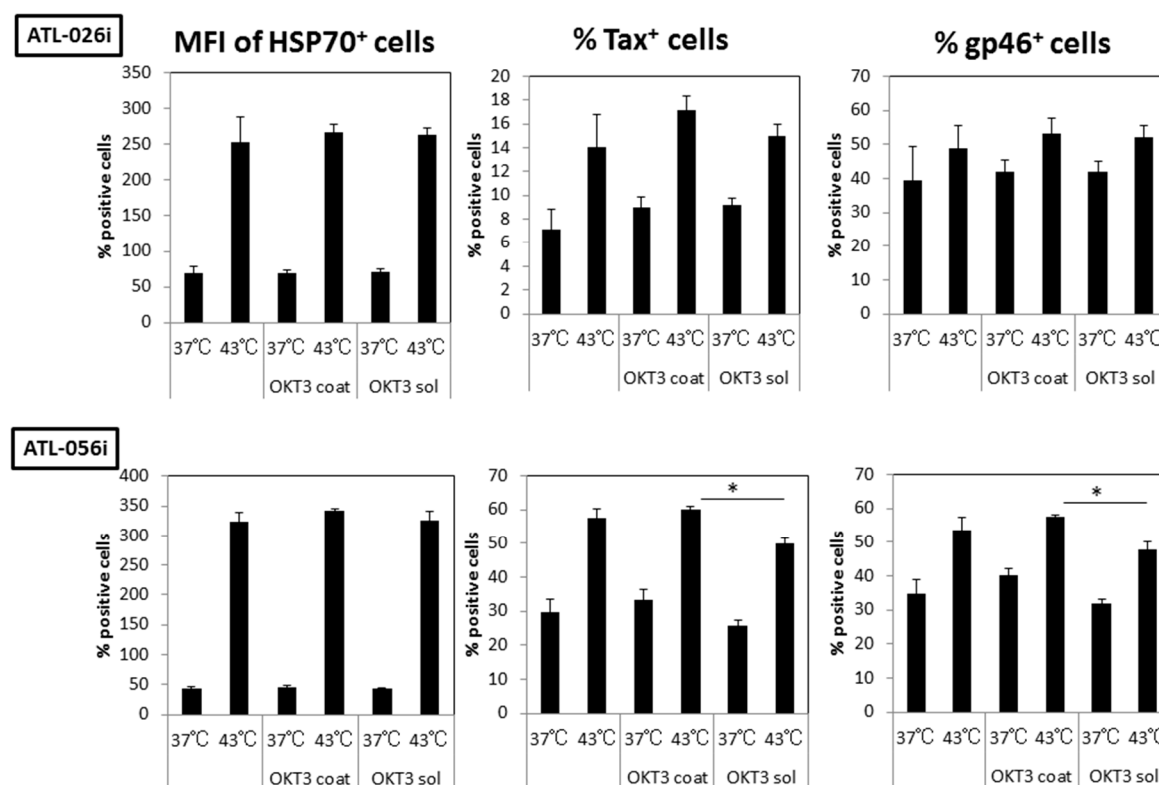 ATL-026i
MFI of HSP70⁺ cells
% Tax⁺ cells
% gp46⁺ cells
% positive cells
350
300
250
200
150
100
50
0
37℃ 43℃ 37℃ 43℃ 37℃ 43℃
OKT3 coat OKT3 sol
% positive cells
20
18
16
14
12
10
8
6
4
2
0
37℃ 43℃ 37℃ 43℃ 37℃ 43℃
OKT3 coat OKT3 sol
% positive cells
70
60
50
40
30
20
10
0
37℃ 43℃ 37℃ 43℃ 37℃ 43℃
OKT3 coat OKT3 sol
ATL-056i
% positive cells
400
350
300
250
200
150
100
50
0
37℃ 43℃ 37℃ 43℃ 37℃ 43℃
OKT3 coat OKT3 sol
% positive cells
70
60
50
40
30
20
10
0
*
37℃ 43℃ 37℃ 43℃ 37℃ 43℃
OKT3 coat OKT3 sol
% positive cells
70
60
50
40
30
20
10
0
*
37℃ 43℃ 37℃ 43℃ 37℃ 43℃
OKT3 coat OKT3 sol